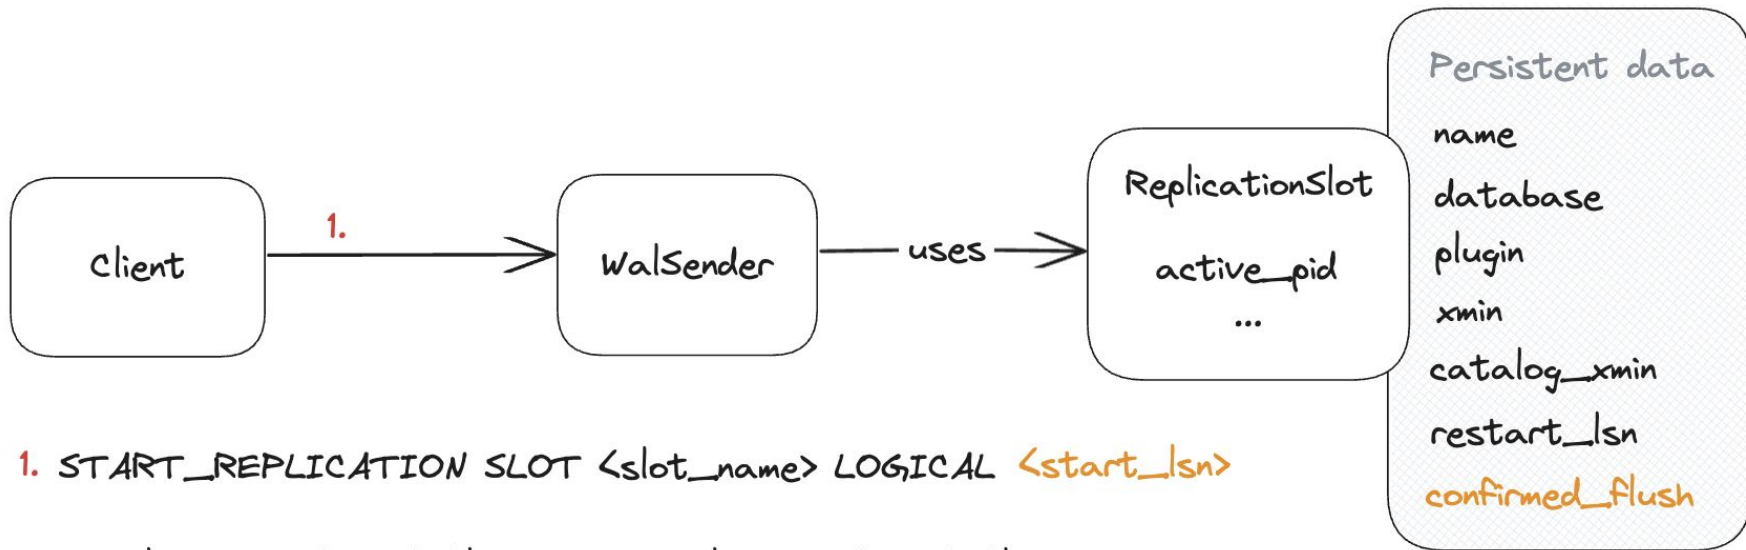 Persistent data
name
database
plugin
xmin
catalog_xmin
restart_lsn
confirmed_flush
ReplicationSlot
active_pid
...
Client
1.
WalSender
uses
1. START_REPLICATION SLOT <slot_name> LOGICAL <start_lsn>